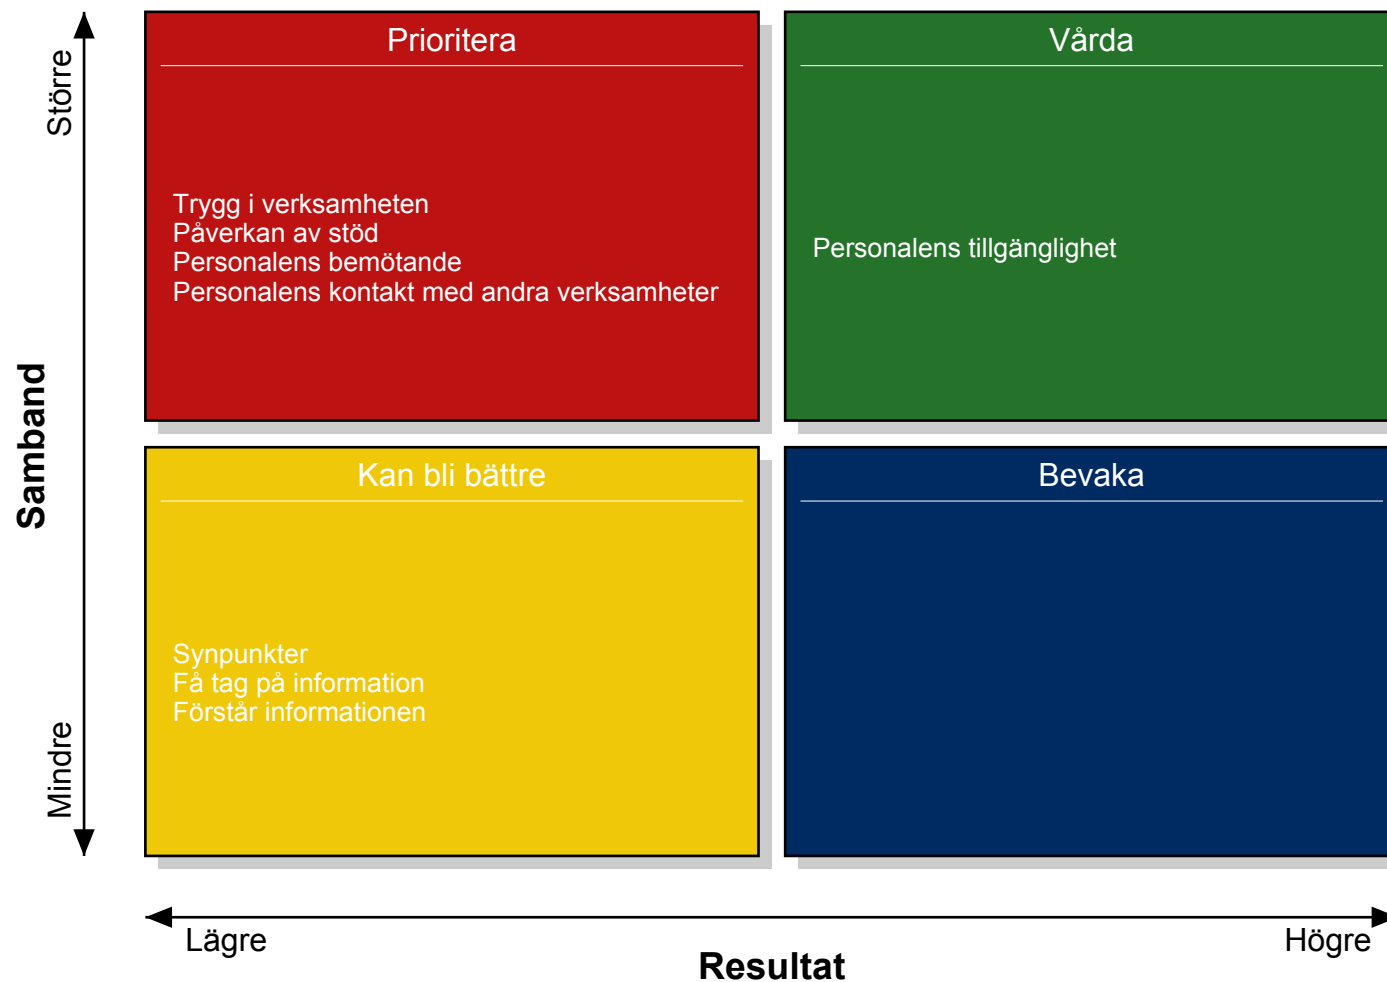 Större
Prioritera
Trygg i verksamheten
Påverkan av stöd
Personalens bemötande
Personalens kontakt med andra verksamheter
Vårda
Personalens tillgänglighet
Samband
Kan bli bättre
Synpunkter
Få tag på information
Förstår informationen
Bevaka
Mindre
Lägre
Högre
Resultat